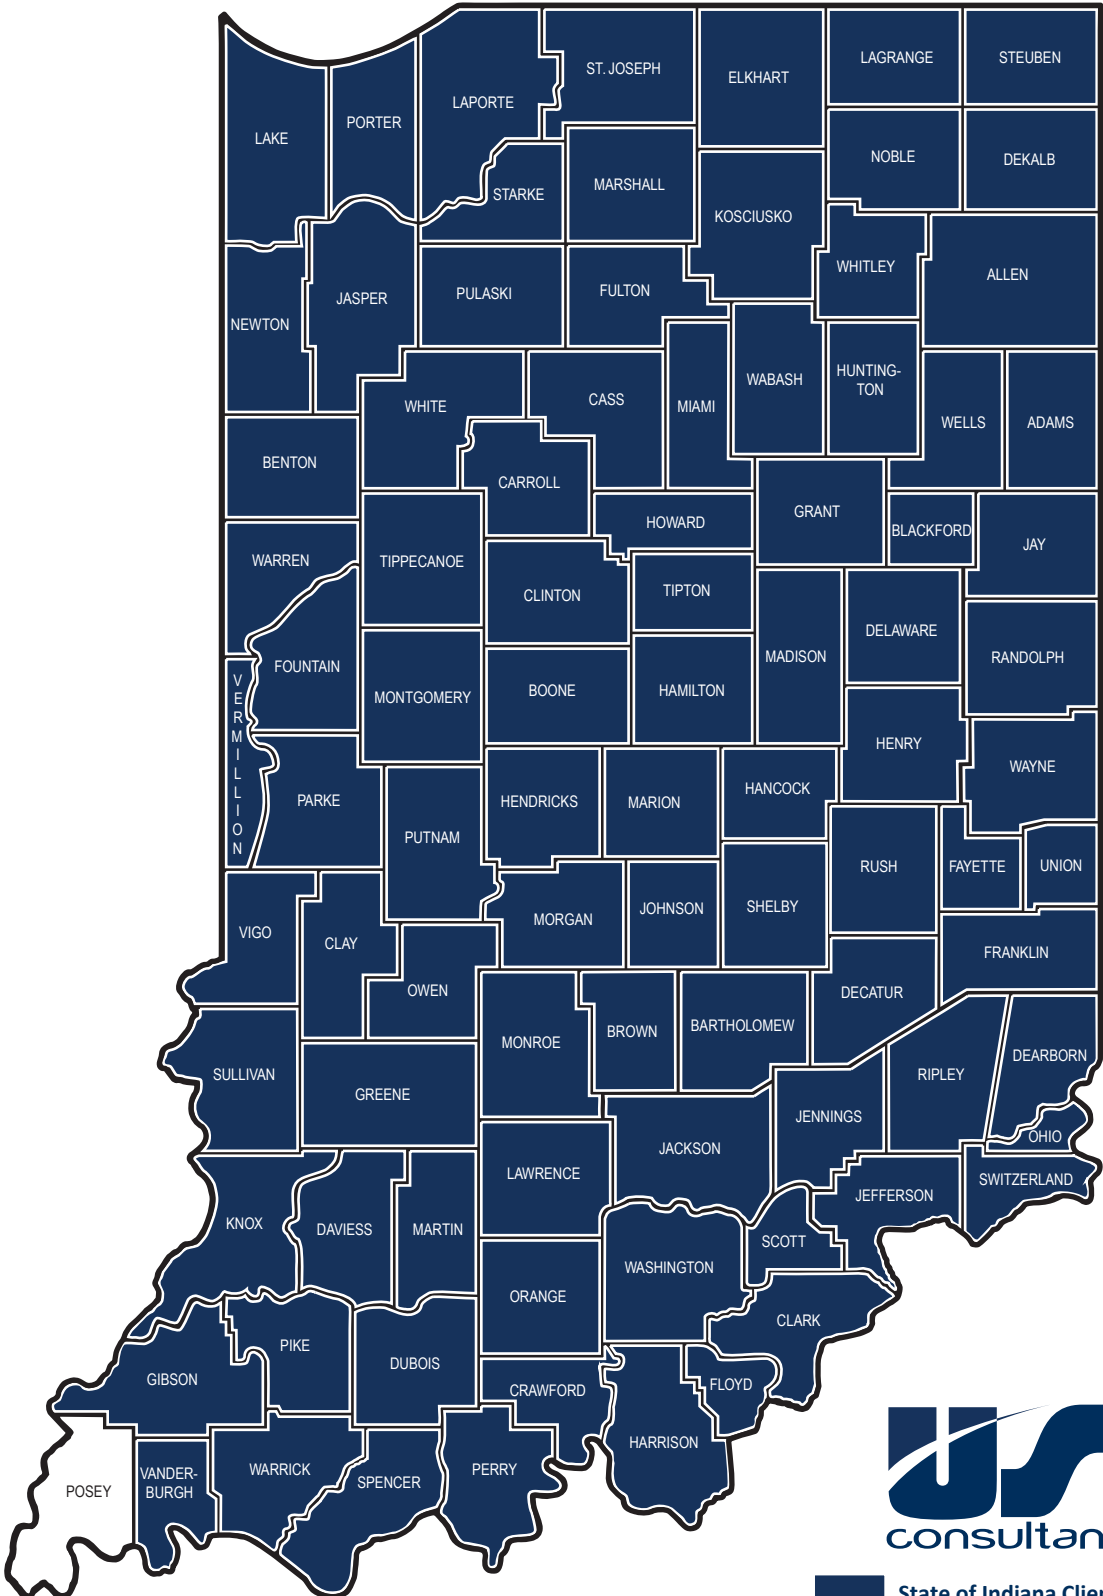 LAGRANGE
STEUBEN
ST. JOSEPH
ELKHART
LAPORTE
PORTER
LAKE
NOBLE
DEKALB
MARSHALL
STARKE
KOSCIUSKO
WHITLEY
ALLEN
FULTON
PULASKI
JASPER
NEWTON
WABASH
HUNTING-
TON
CASS
MIAMI
WHITE
WELLS
ADAMS
BENTON
CARROLL
GRANT
HOWARD
BLACKFORD
JAY
WARREN
TIPPECANOE
CLINTON
TIPTON
DELAWARE
MADISON
RANDOLPH
FOUNTAIN
MONTGOMERY
BOONE
HAMILTON
VERMILLION
HENRY
WAYNE
HANCOCK
PARKE
HENDRICKS
MARION
PUTNAM
RUSH
FAYETTE
UNION
SHELBY
JOHNSON
MORGAN
VIGO
CLAY
FRANKLIN
OWEN
DECATUR
BARTHOLOMEW
BROWN
MONROE
DEARBORN
SULLIVAN
RIPLEY
GREENE
JENNINGS
OHIO
JACKSON
LAWRENCE
SWITZERLAND
JEFFERSON
KNOX
DAVIESS
MARTIN
SCOTT
WASHINGTON
ORANGE
CLARK
PIKE
DUBOIS
GIBSON
CRAWFORD
FLOYD
HARRISON
WARRICK
PERRY
VANDER-
BURGH
SPENCER
POSEY
US
consultan
State of Indiana Clien